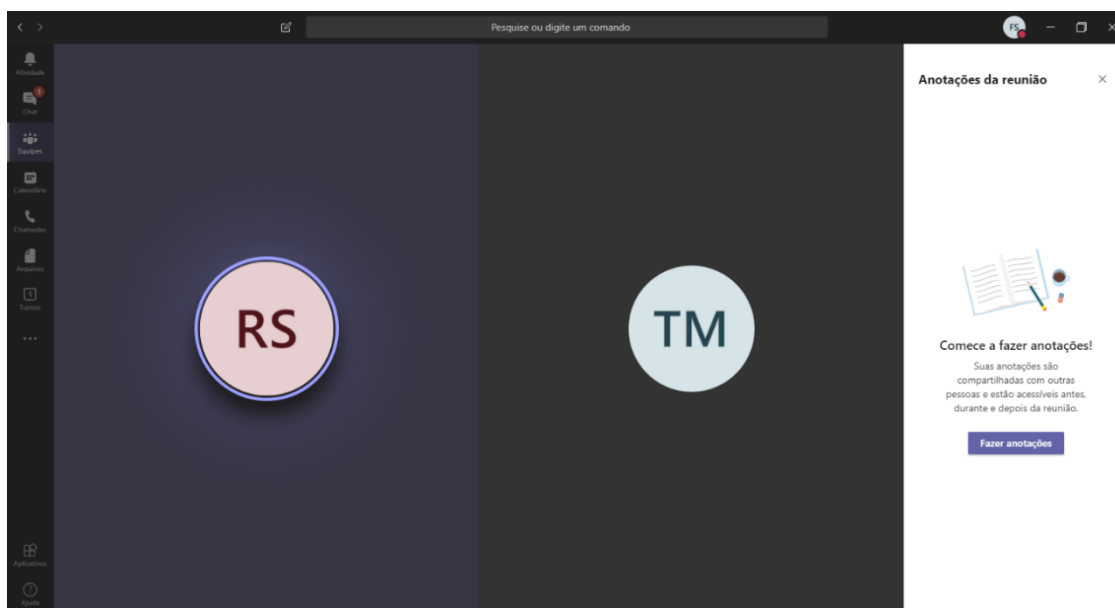 Pesquise ou digite um comando
FS
Atividade
1
Chat
Equipes
Calendário
Chamadas
Arquivos
Turnos
Aplicativos
Ajuda
RS
TM
Anotações da reunião
Comece a fazer anotações!
Suas anotações são
compartilhadas com outras
pessoas e estão acessíveis antes,
durante e depois da reunião.
Fazer anotações